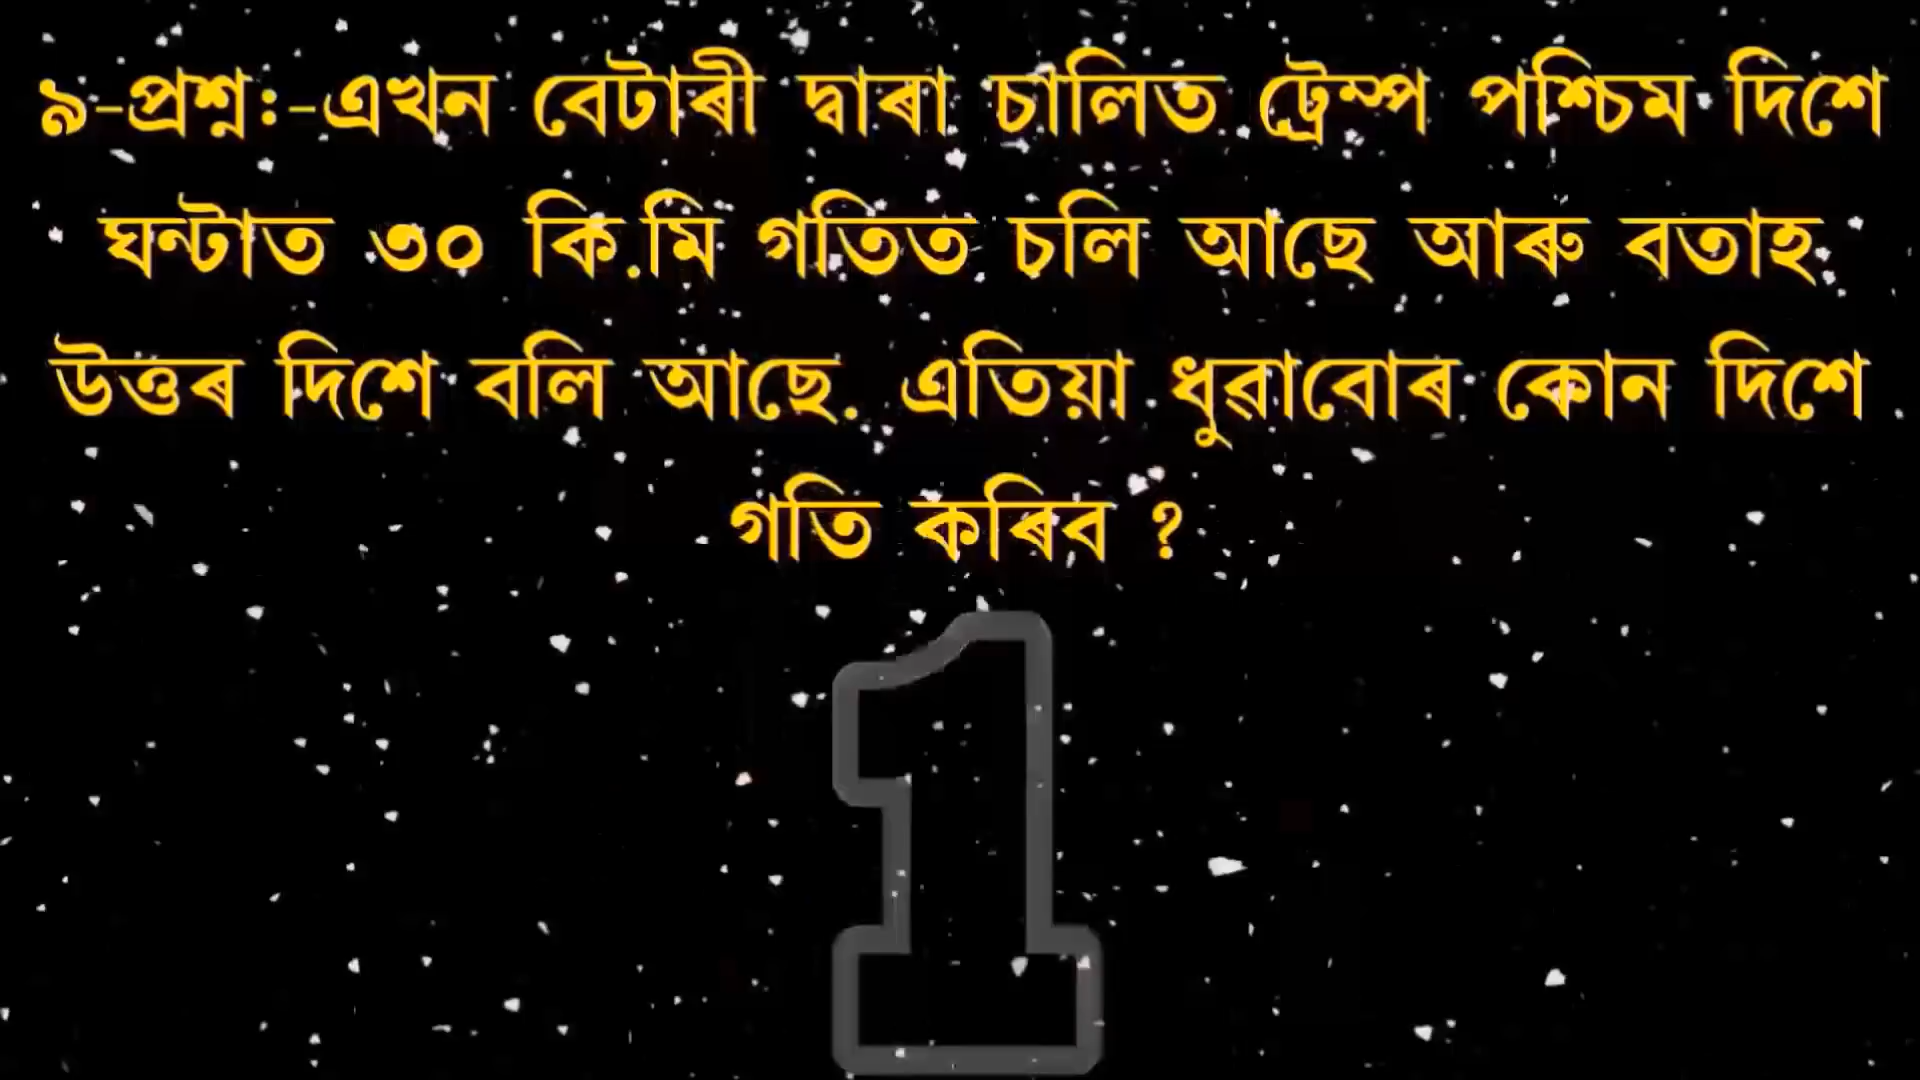 ৯-প্ৰশ্নঃ-এখন বেটাৰী দ্বাৰা চালিত ট্ৰেম্প পশ্চিম দিশে
ঘন্টাত ৩০ কি.মি গতিত চলি আছে আৰু বতাহ
উত্তৰ দিশে বলি আছে. এতিয়া ধুৱাবোৰ কোন দিশে
গতি কৰিব ?
1